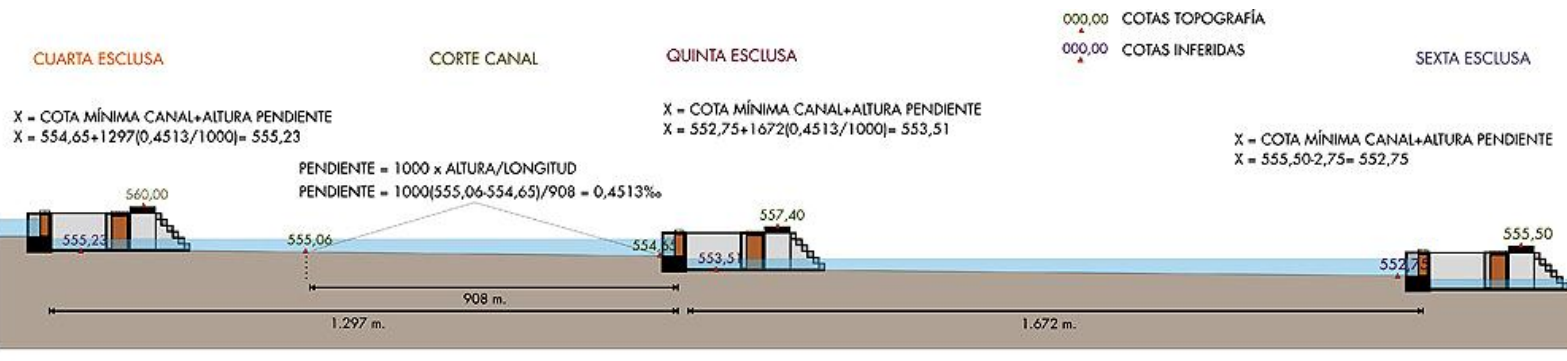 000,00 COTAS TOPOGRAFÍA
000,00 COTAS INFERIDAS
CUARTA ESCLUSA
CORTE CANAL
QUINTA ESCLUSA
SEXTA ESCLUSA
X = COTA MÍNIMA CANAL+ALTURA PENDIENTE
X = 554,65+1297(0,4513/1000)= 555,23
X = COTA MÍNIMA CANAL+ALTURA PENDIENTE
X = 552,75+1672(0,4513/1000)= 553,51
X = COTA MÍNIMA CANAL+ALTURA PENDIENTE
X = 555,50-2,75= 552,75
PENDIENTE = 1000 x ALTURA/LONGITUD
PENDIENTE = 1000(555,06-554,65)/908 = 0,4513‰
560,00
557,40
555,50
555,23
555,06
554,65
553,51
552,75
908 m.
1.297 m.
1.672 m.